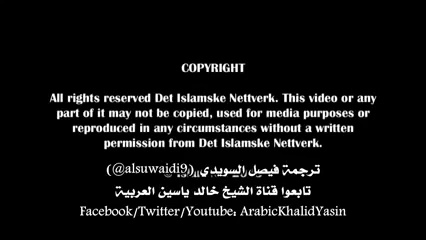 COPYRIGHT
All rights reserved Det Islamske Nettverk. This video or any
part of it may not be copied, used for media purposes or
reproduced in any circumstances without a written
permission from Det Islamske Nettverk.
ترجمة فيصل السويدي (@alsuwaidi9)
تابعوا قناة الشيخ خالد ياسين العربية
Facebook/Twitter/Youtube: ArabicKhalidYasin